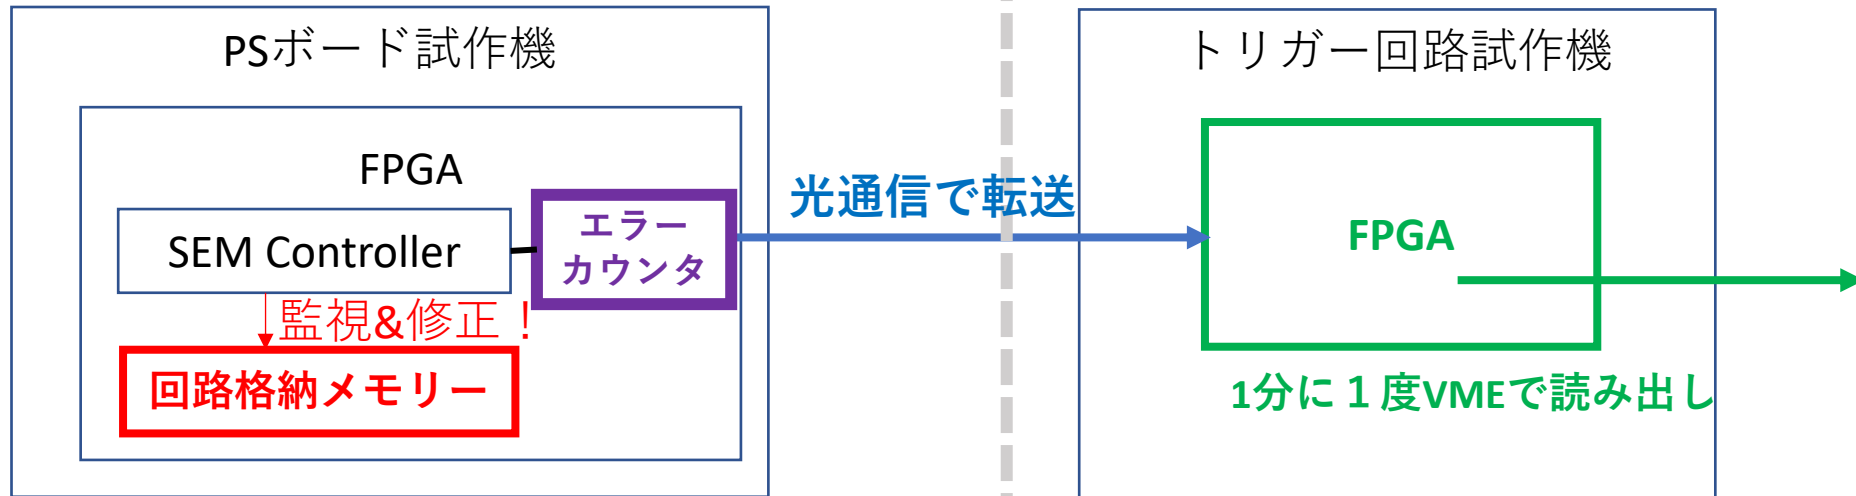 PSボード試作機
FPGA
SEM Controller
エラー
カウンタ
監視&修正！
回路格納メモリー
光通信で転送
トリガー回路試作機
FPGA
1分に１度VMEで読み出し